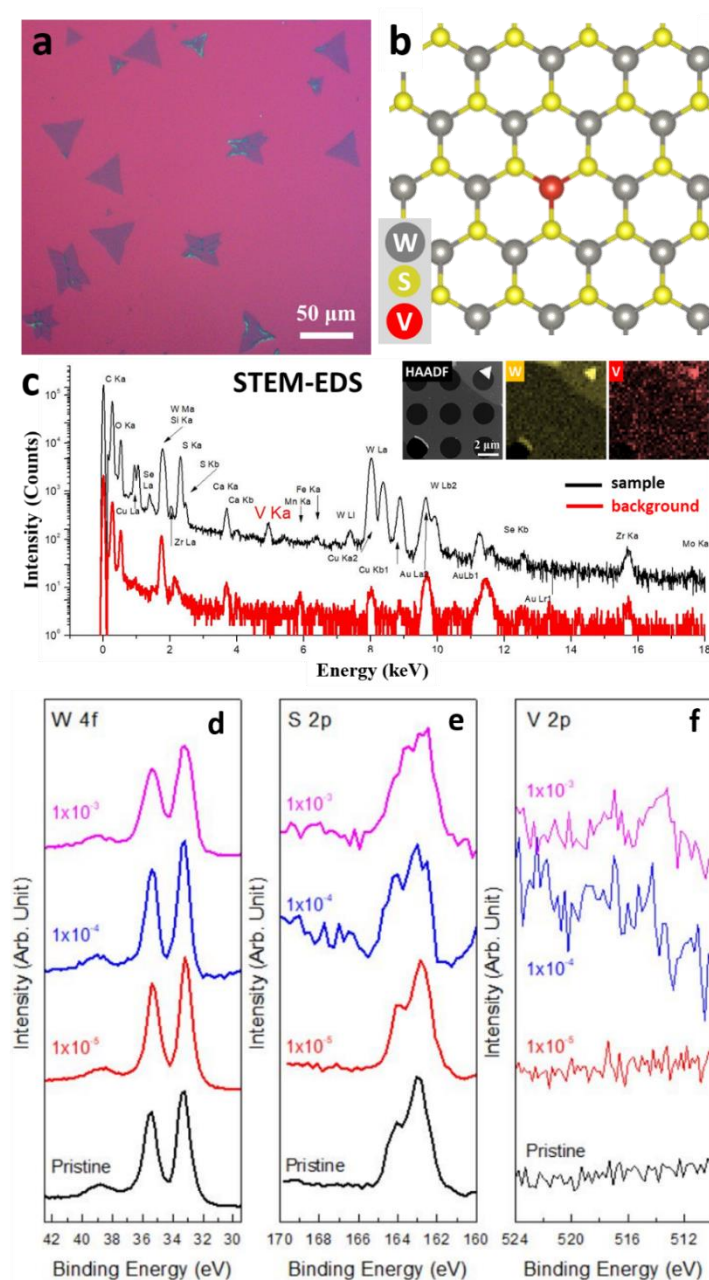 a
50 μm
b
W
S
V
c
STEM-EDS
HAADF
2 μm
W
V
sample
background
C Ka
O Ka
Cu La
Se La
W Ma
Si Ka
S Ka
S Kb
Zr La
Ca Ka
Ca Kb
V Ka
Mn Ka
Fe Ka
W Ll
W La
Cu Ka2
Cu Kb1
Au La2
W Lb2
AuLb1
Se Kb
Au Lr1
Zr Ka
Mo Ka
Intensity (Counts)
10⁵
10⁴
10³
10²
10¹
10⁰
0 2 4 6 8 10 12 14 16 18
Energy (keV)
W 4f
d
1x10⁻³
1x10⁻⁴
1x10⁻⁵
Pristine
Intensity (Arb. Unit)
42 40 38 36 34 32 30
Binding Energy (eV)
S 2p
e
1x10⁻³
1x10⁻⁴
1x10⁻⁵
Pristine
Intensity (Arb. Unit)
170 168 166 164 162 160
Binding Energy (eV)
V 2p
f
1x10⁻³
1x10⁻⁴
1x10⁻⁵
Pristine
Intensity (Arb. Unit)
524 520 516 512
Binding Energy (eV)